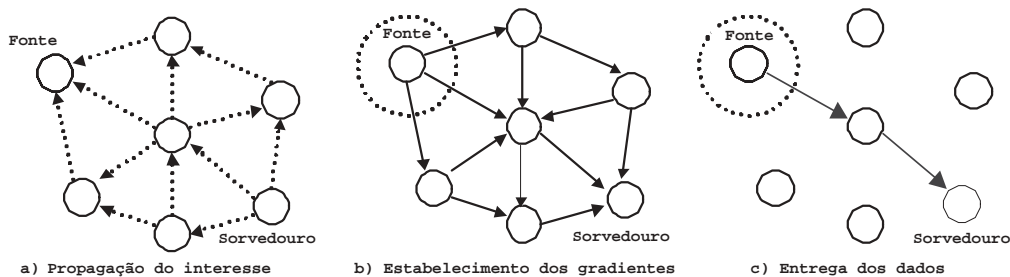 Fonte
Sorvedouro
a) Propagação do interesse
Fonte
Sorvedouro
b) Estabelecimento dos gradientes
Fonte
Sorvedouro
c) Entrega dos dados